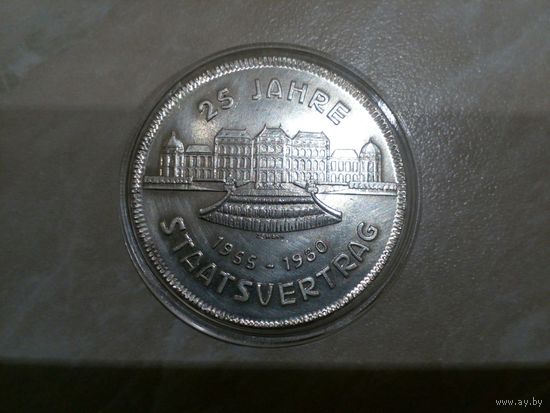 25 JAHRE
1955 - 1980
STAATSVERTRAG
www.ay.by